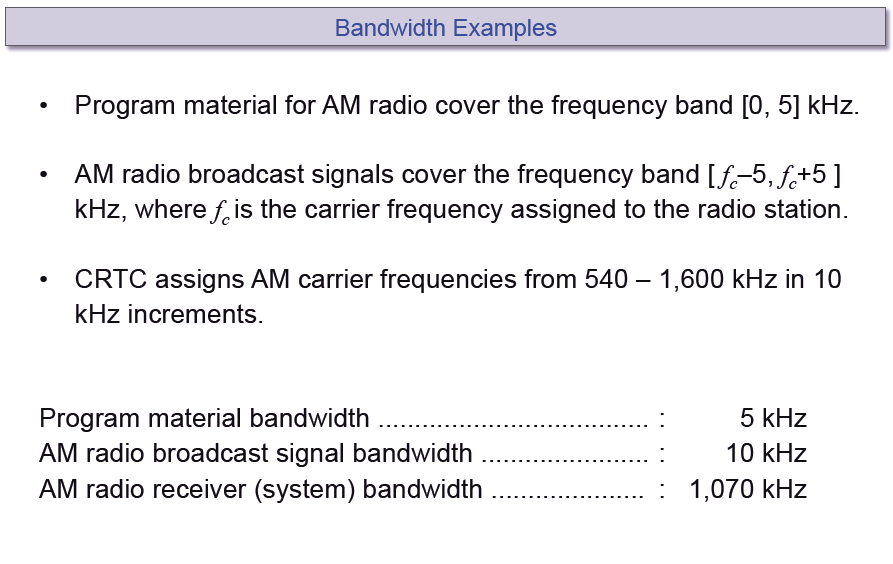 Bandwidth Examples
• Program material for AM radio cover the frequency band [0, 5] kHz.
• AM radio broadcast signals cover the frequency band [ fc–5, fc+5 ]
kHz, where fc is the carrier frequency assigned to the radio station.
• CRTC assigns AM carrier frequencies from 540 – 1,600 kHz in 10
kHz increments.
Program material bandwidth ..................................... : 5 kHz
AM radio broadcast signal bandwidth ....................... : 10 kHz
AM radio receiver (system) bandwidth ..................... : 1,070 kHz